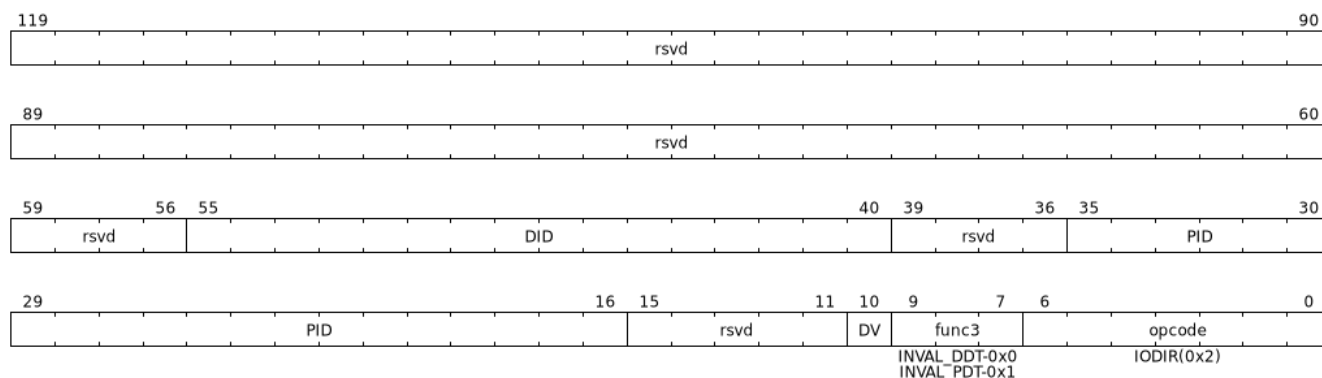 119 90
rsvd
89 60
rsvd
59 56 55 40 39 36 35 30
rsvd DID rsvd PID
29 16 15 11 10 9 7 6 0
PID rsvd DV func3 opcode
INVAL_DDT-0x0 IODIR(0x2)
INVAL_PDT-0x1